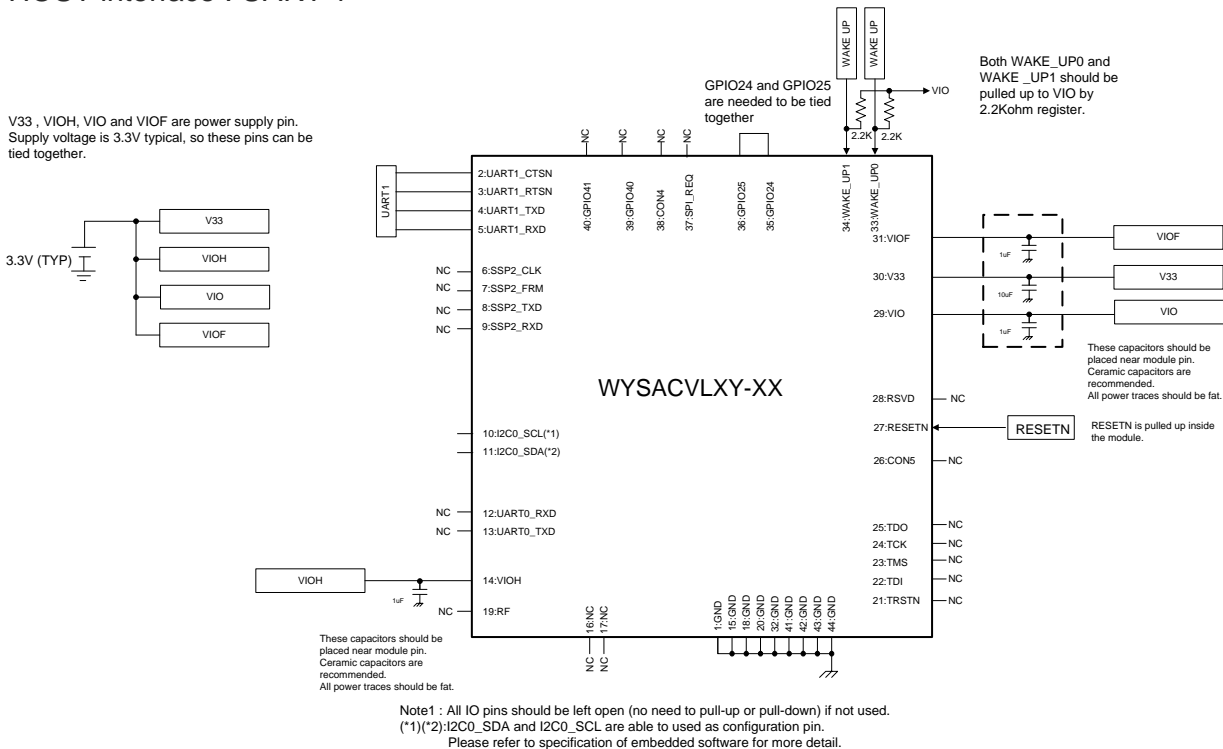 WAKE UP
WAKE UP
Both WAKE_UP0 and
WAKE _UP1 should be
pulled up to VIO by
2.2Kohm register.
GPIO24 and GPIO25
are needed to be tied
together
VIO
2.2K
2.2K
V33 , VIOH, VIO and VIOF are power supply pin.
Supply voltage is 3.3V typical, so these pins can be
tied together.
3.3V (TYP)
V33
VIOH
VIO
VIOF
NC
NC
NC
NC
40:GPIO41
39:GPIO40
38:CON4
37:SPI_REQ
36:GPIO25
35:GPIO24
34:WAKE_UP1
33:WAKE_UP0
UART1
2:UART1_CTSN
3:UART1_RTSN
4:UART1_TXD
5:UART1_RXD
NC 6:SSP2_CLK
NC 7:SSP2_FRM
NC 8:SSP2_TXD
NC 9:SSP2_RXD
31:VIOF 1uF VIOF
30:V33 10uF V33
29:VIO 1uF VIO
These capacitors should be
placed near module pin.
Ceramic capacitors are
recommended.
All power traces should be fat.
WYSACVLXY-XX
28:RSVD NC
27:RESETN RESETN
RESETN is pulled up inside
the module.
26:CON5 NC
10:I2C0_SCL(*1)
11:I2C0_SDA(*2)
NC 12:UART0_RXD
NC 13:UART0_TXD
25:TDO NC
24:TCK NC
23:TMS NC
22:TDI NC
21:TRSTN NC
VIOH 1uF 14:VIOH
NC 19:RF
16:NC
17:NC
NC
NC
1:GND
15:GND
18:GND
20:GND
32:GND
41:GND
42:GND
43:GND
44:GND
These capacitors should be
placed near module pin.
Ceramic capacitors are
recommended.
All power traces should be fat.
Note1 : All IO pins should be left open (no need to pull-up or pull-down) if not used.
(*1)(*2):I2C0_SDA and I2C0_SCL are able to used as configuration pin.
Please refer to specification of embedded software for more detail.